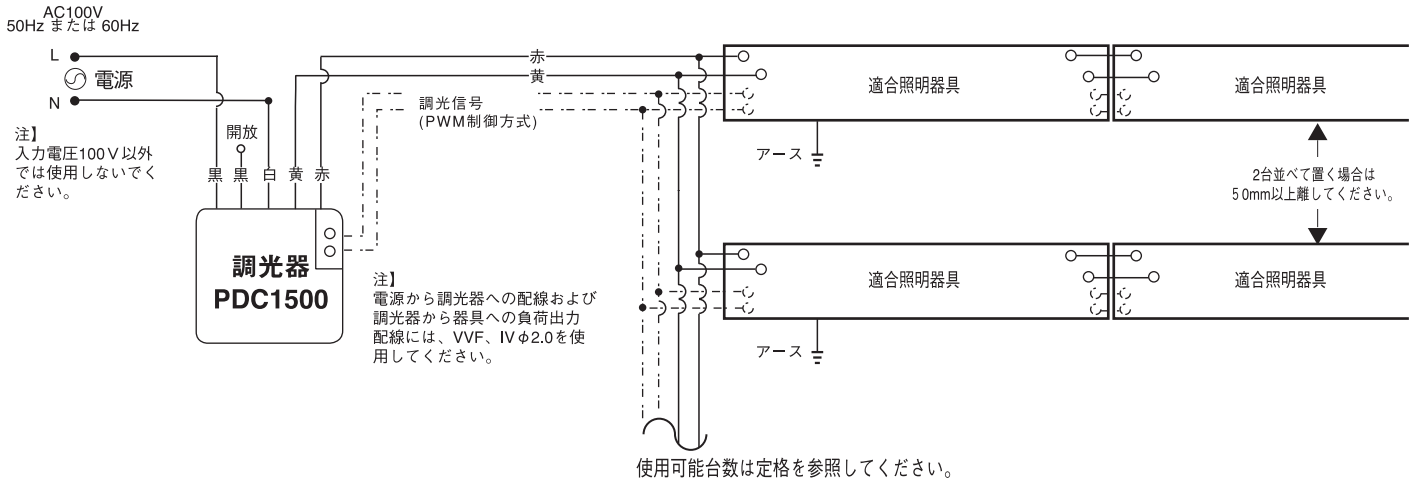 AC100V
50Hz または 60Hz
L
電源
N
注】
入力電圧100V以外
では使用しないでく
ださい。
開放
黒 黒 白 黄 赤
調光器
PDC1500
赤
黄
調光信号
(PWM制御方式)
注】
電源から調光器への配線および
調光器から器具への負荷出力
配線には、VVF、IVφ2.0を使
用してください。
適合照明器具
適合照明器具
アース
2台並べて置く場合は
50mm以上離してください。
適合照明器具
適合照明器具
アース
使用可能台数は定格を参照してください。